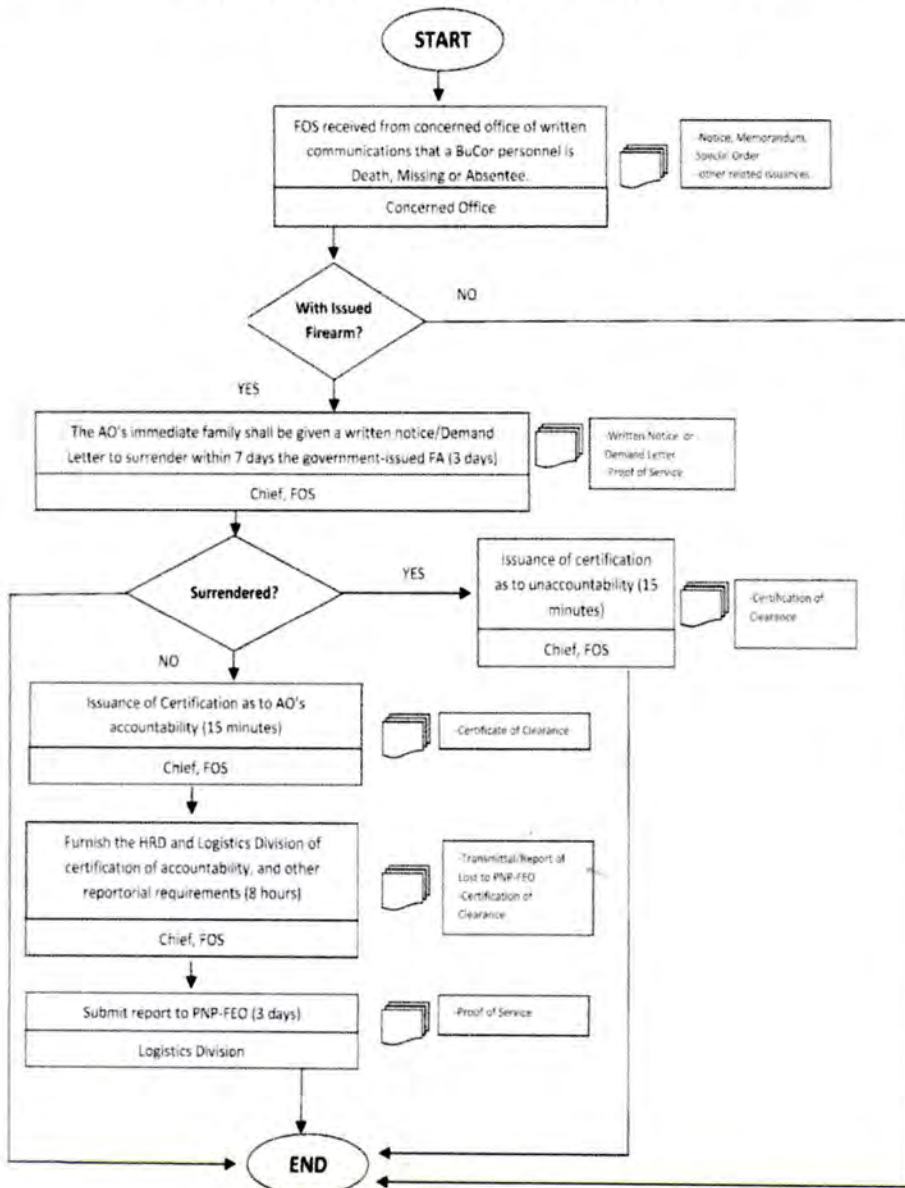 START
FOS received from concerned office of written
communications that a BuCor personnel is
Death, Missing or Absentee.
Concerned Office
-Notice, Memorandum,
Special Order
-other related issuances
With Issued
Firearm?
NO
YES
The AO's immediate family shall be given a written notice/Demand
Letter to surrender within 7 days the government-issued FA (3 days)
Chief, FOS
-Written Notice or
Demand Letter
-Proof of Service
Surrendered?
YES
Issuance of certification
as to unaccountability (15
minutes)
Chief, FOS
-Certification of
Clearance
NO
Issuance of Certification as to AO's
accountability (15 minutes)
Chief, FOS
-Certificate of Clearance
Furnish the HRD and Logistics Division of
certification of accountability, and other
reportorial requirements (8 hours)
Chief, FOS
-Transmittal/Report of
Lost to PNP-FEO
-Certification of
Clearance
Submit report to PNP-FEO (3 days)
Logistics Division
-Proof of Service
END